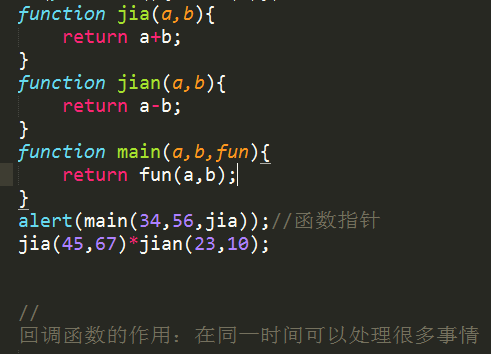 function jia(a,b){
    return a+b;
}
function jian(a,b){
    return a-b;
}
function main(a,b,fun){
    return fun(a,b);
}
alert(main(34,56,jia));//函数指针
jia(45,67)*jian(23,10);
//
回调函数的作用：在同一时间可以处理很多事情